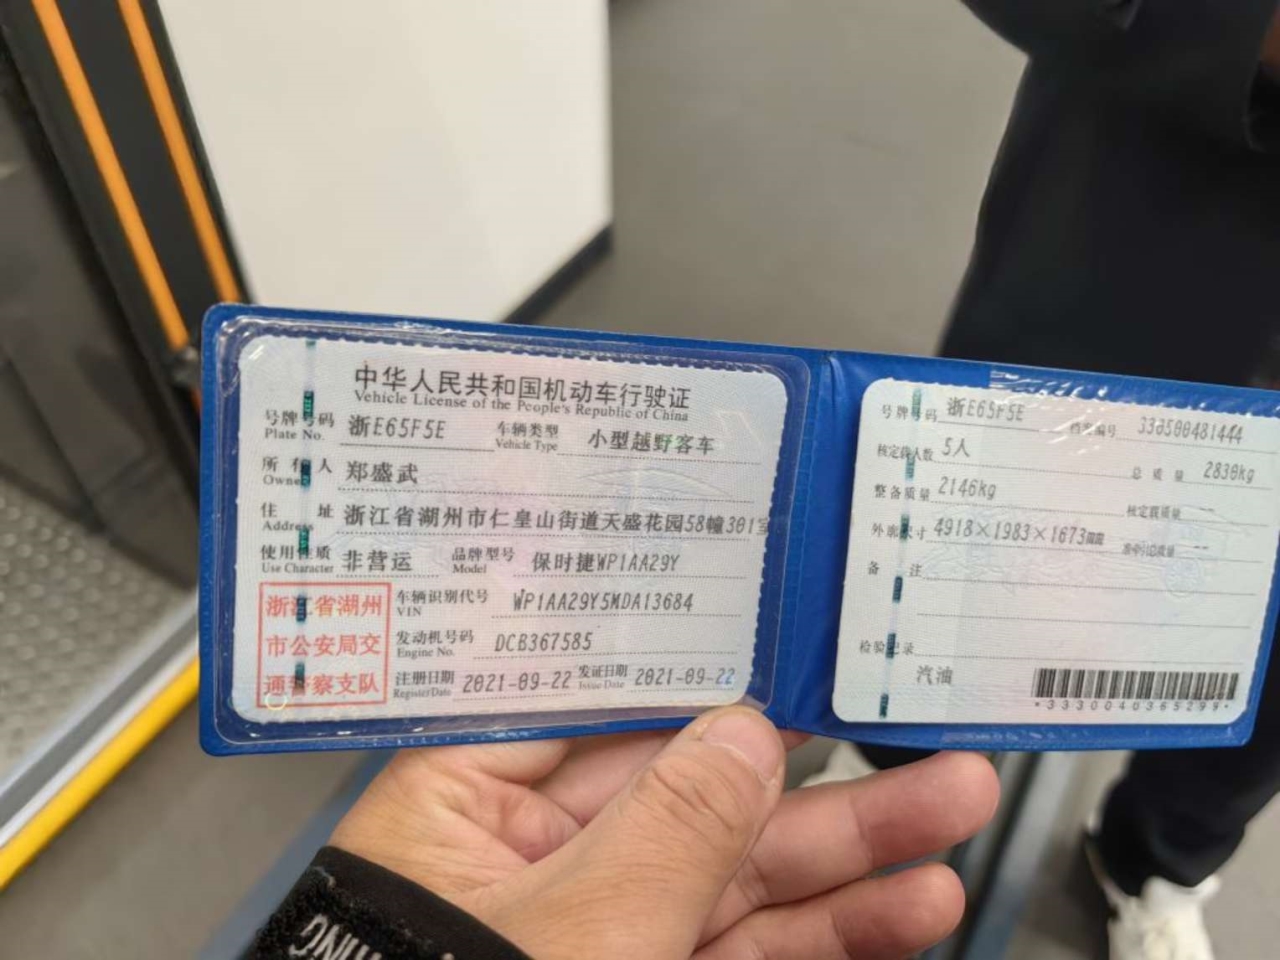 中华人民共和国机动车行驶证
Vehicle License of the People's Republic of China
号牌号码 浙E65F5E 车辆类型 小型越野客车
Plate No. Vehicle Type
所有人 郑盛武
Owner
住址 浙江省湖州市仁皇山街道天盛花园58幢301室
Address
使用性质 非营运 品牌型号 保时捷WP1AA29Y
Use Character Model
浙江省湖州
市公安局交
通警察支队
车辆识别代号 WP1AA29Y5MDA13684
VIN
发动机号码 DCB367585
Engine No.
注册日期 2021-09-22 发证日期 2021-09-22
Register Date Issue Date
号牌号码 浙E65F5E 档案编号 330500481444
核定载人数 5人 总质量 2830kg
整备质量 2146kg 核定载质量 --
外廓尺寸 4918×1983×1673mm 准牵引总质量 --
备注
检验记录
汽油
*3330040365299*